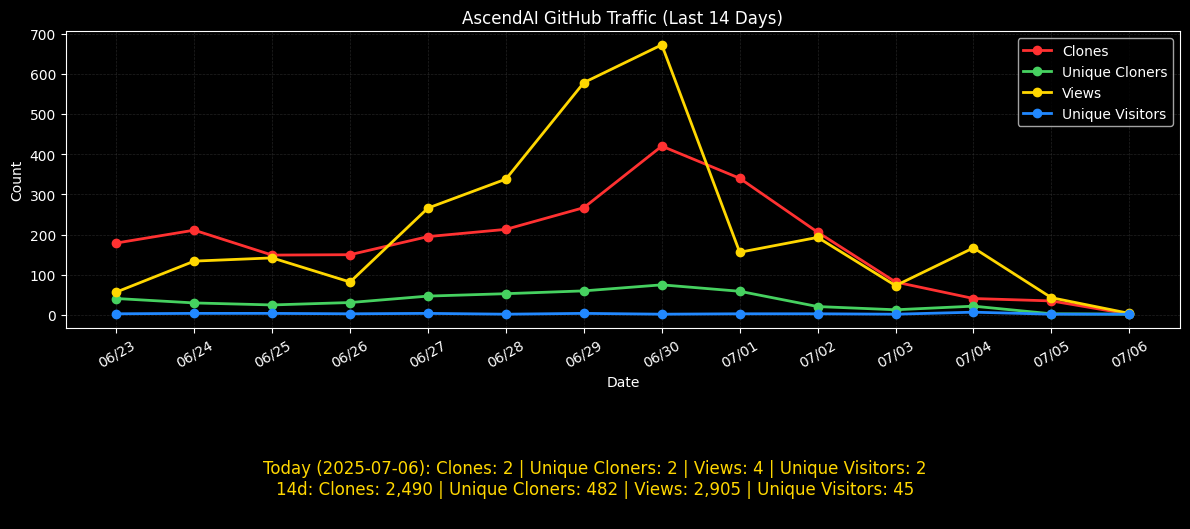 AscendAI GitHub Traffic (Last 14 Days)
700
600
500
400
300
200
100
0
Count
Clones
Unique Cloners
Views
Unique Visitors
06/23
06/24
06/25
06/26
06/27
06/28
06/29
06/30
07/01
07/02
07/03
07/04
07/05
07/06
Date
Today (2025-07-06): Clones: 2 | Unique Cloners: 2 | Views: 4 | Unique Visitors: 2
14d: Clones: 2,490 | Unique Cloners: 482 | Views: 2,905 | Unique Visitors: 45